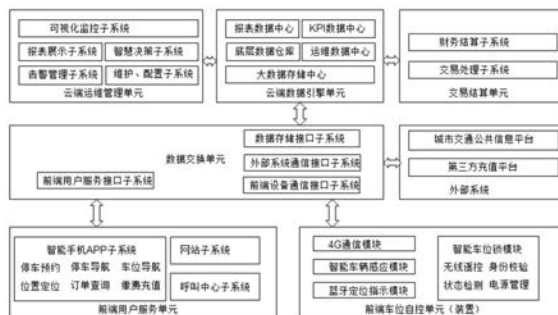 可视化监控子系统
报表展示子系统 智慧决策子系统
告警管理子系统 维护、配置子系统
云端运维管理单元
报表数据中心 KPI数据中心
底层数据仓库 运维数据中心
大数据存储中心
云端数据引擎单元
财务结算子系统
交易处理子系统
交易结算单元
数据存储接口子系统
数据交换单元
外部系统通信接口子系统
前端用户服务接口子系统
前端设备通信接口子系统
城市交通公共信息平台
第三方充值平台
外部系统
智能手机APP子系统
停车预约 停车导航 车位导航
位置定位 订单查询 缴费充值
网站子系统
呼叫中心子系统
前端用户服务单元
4G通信模块
智能车辆感应模块
蓝牙定位指示模块
智能车位锁模块
无线遥控 身份校验
状态检测 电源管理
前端车位自控单元（装置）